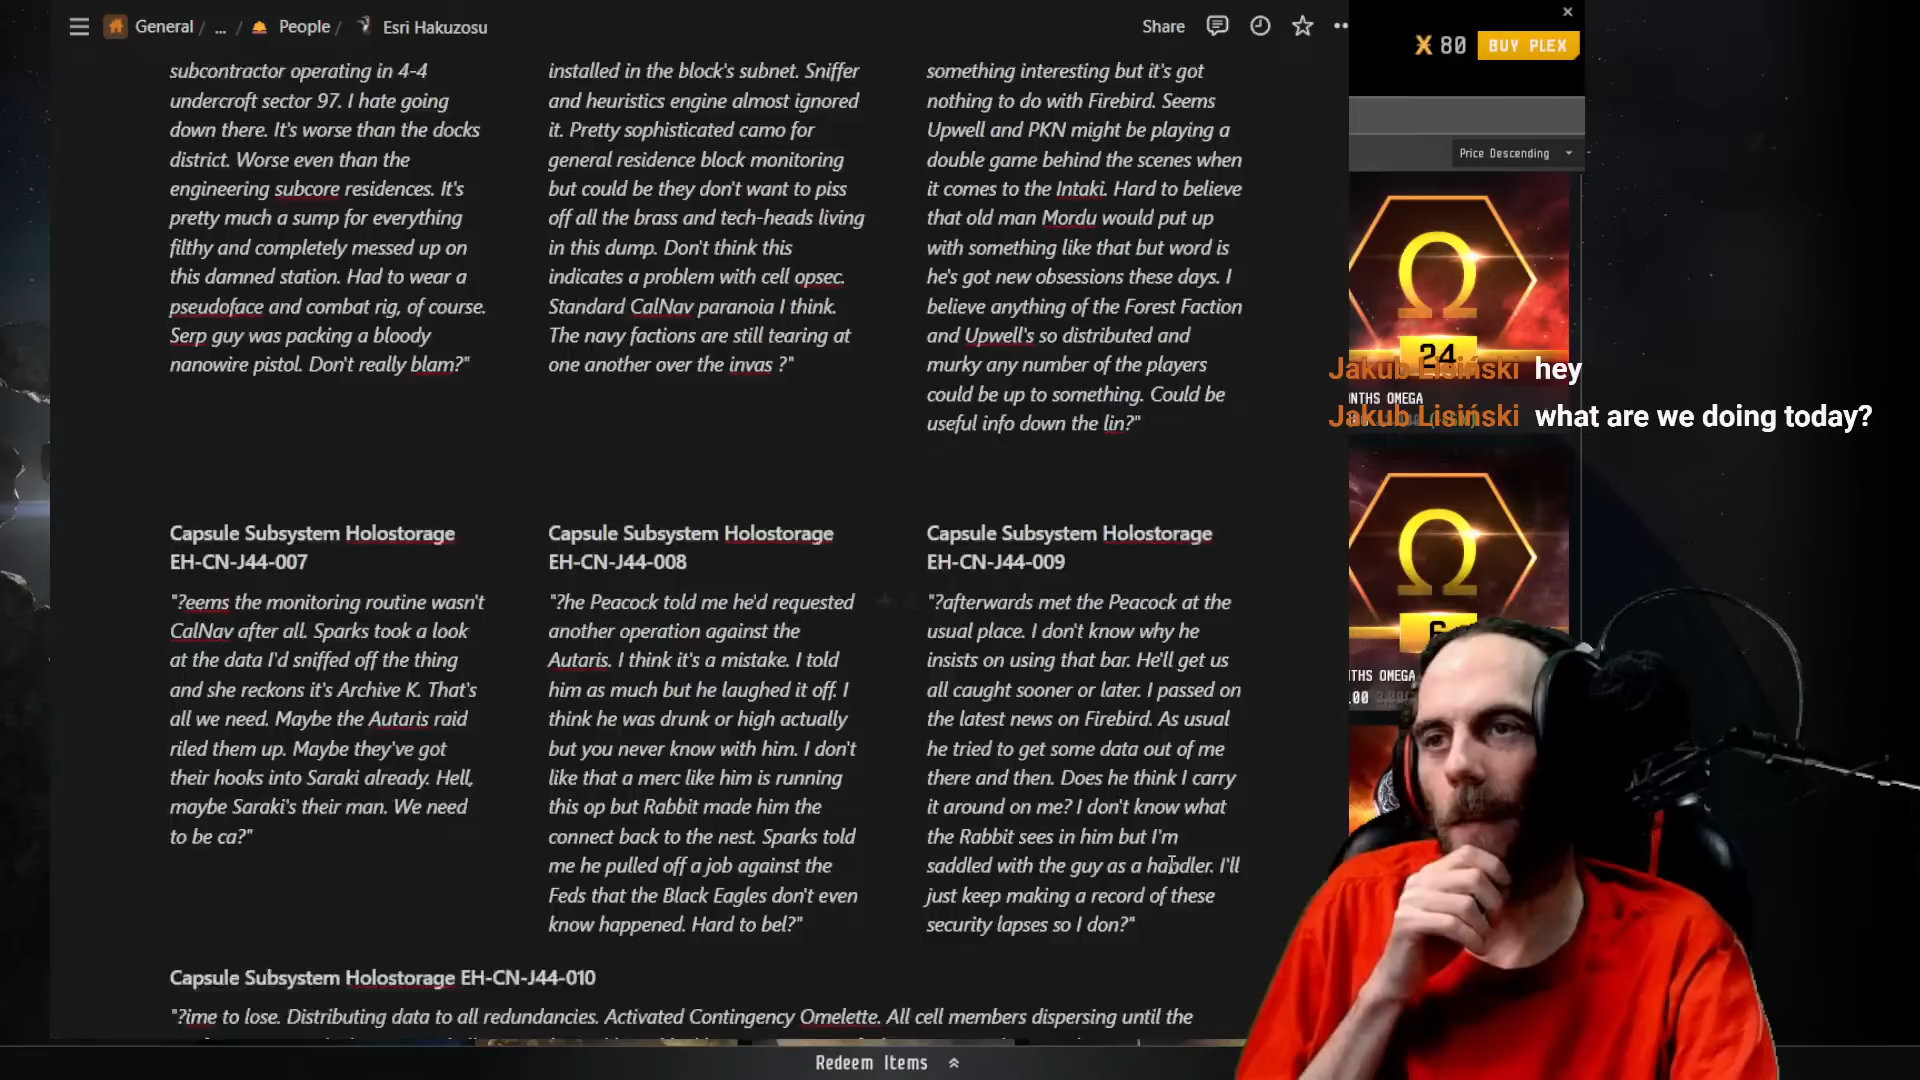 General / ... / People / Esri Hakuzosu
Share
80
BUY PLEX
Price Descending
subcontractor operating in 4-4
undercroft sector 97. I hate going
down there. It's worse than the docks
district. Worse even than the
engineering subcore residences. It's
pretty much a sump for everything
filthy and completely messed up on
this damned station. Had to wear a
pseudoface and combat rig, of course.
Serp guy was packing a bloody
nanowire pistol. Don't really blam?"
installed in the block's subnet. Sniffer
and heuristics engine almost ignored
it. Pretty sophisticated camo for
general residence block monitoring
but could be they don't want to piss
off all the brass and tech-heads living
in this dump. Don't think this
indicates a problem with cell opsec.
Standard CalNav paranoia I think.
The navy factions are still tearing at
one another over the invas ?"
something interesting but it's got
nothing to do with Firebird. Seems
Upwell and PKN might be playing a
double game behind the scenes when
it comes to the Intaki. Hard to believe
that old man Mordu would put up
with something like that but word is
he's got new obsessions these days. I
believe anything of the Forest Faction
and Upwell's so distributed and
murky any number of the players
could be up to something. Could be
useful info down the lin?"
Ω
24
Jakub Lisiński hey
NTHS OMEGA
Jakub Lisiński what are we doing today?
Ω
6
THS OMEGA
.00
Capsule Subsystem Holostorage
EH-CN-J44-007
"?eems the monitoring routine wasn't
CalNav after all. Sparks took a look
at the data I'd sniffed off the thing
and she reckons it's Archive K. That's
all we need. Maybe the Autaris raid
riled them up. Maybe they've got
their hooks into Saraki already. Hell,
maybe Saraki's their man. We need
to be ca?"
Capsule Subsystem Holostorage
EH-CN-J44-008
"?he Peacock told me he'd requested
another operation against the
Autaris. I think it's a mistake. I told
him as much but he laughed it off. I
think he was drunk or high actually
but you never know with him. I don't
like that a merc like him is running
this op but Rabbit made him the
connect back to the nest. Sparks told
me he pulled off a job against the
Feds that the Black Eagles don't even
know happened. Hard to bel?"
Capsule Subsystem Holostorage
EH-CN-J44-009
"?afterwards met the Peacock at the
usual place. I don't know why he
insists on using that bar. He'll get us
all caught sooner or later. I passed on
the latest news on Firebird. As usual
he tried to get some data out of me
there and then. Does he think I carry
it around on me? I don't know what
the Rabbit sees in him but I'm
saddled with the guy as a handler. I'll
just keep making a record of these
security lapses so I don?"
Capsule Subsystem Holostorage EH-CN-J44-010
"?ime to lose. Distributing data to all redundancies. Activated Contingency Omelette. All cell members dispersing until the
Redeem Items